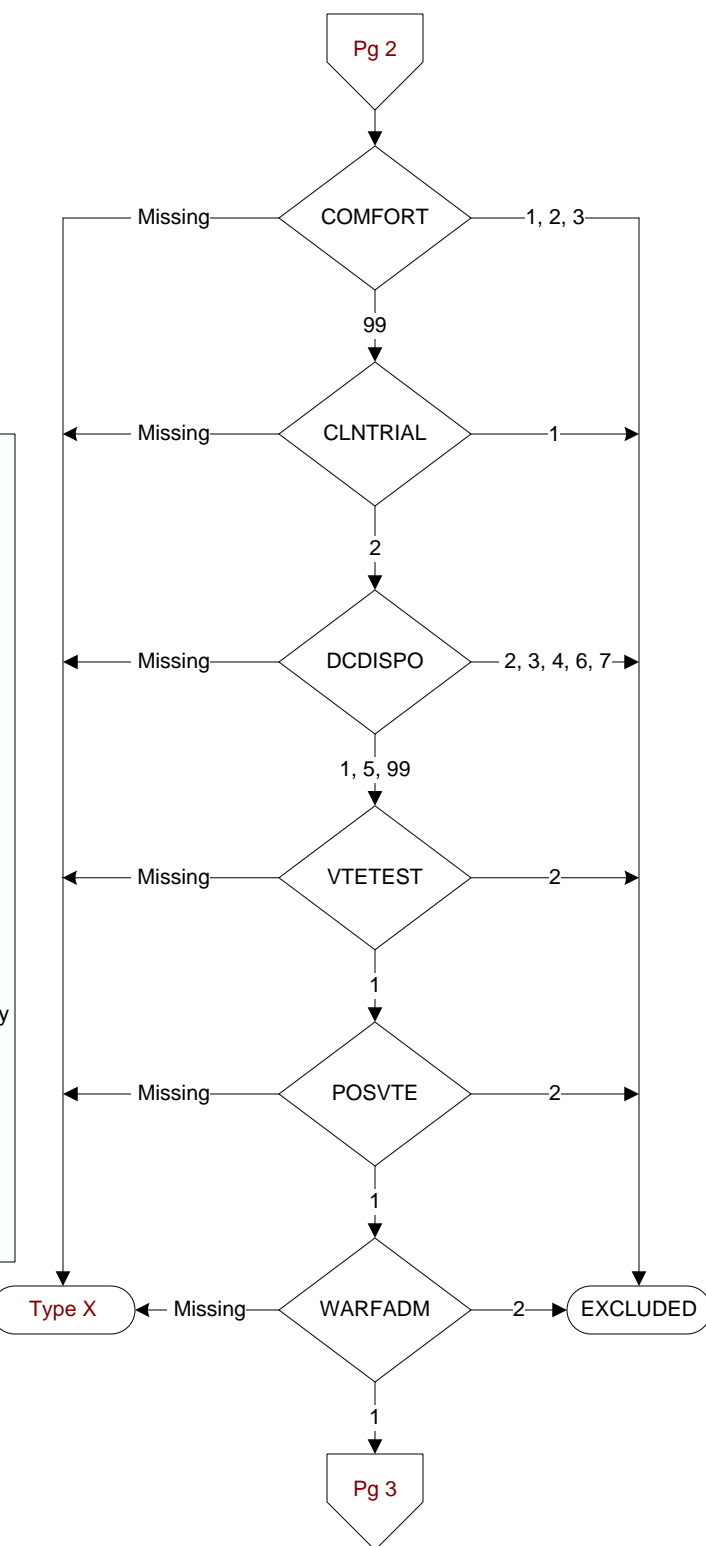 Pg 2
Missing
COMFORT
1, 2, 3
99
Missing
CLNTRIAL
1
2
Missing
DCDISPO
2, 3, 4, 6, 7
1, 5, 99
Missing
VTETEST
2
1
y
Missing
POSVTE
2
1
Type X
Missing
WARFADM
2
EXCLUDED
1
Pg 3